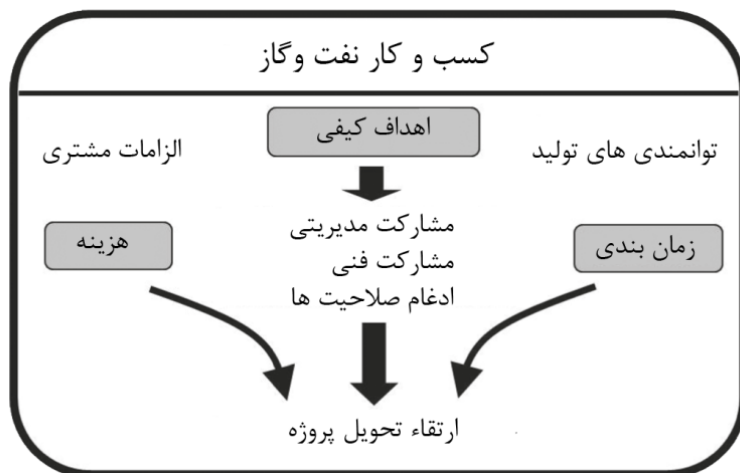 کسب و کار نفت وگاز
اهداف کیفی
توانمندی های تولید
الزامات مشتری
مشارکت مدیریتی
مشارکت فنی
ادغام صلاحیت ها
زمان بندی
هزینه
ارتقاء تحویل پروژه